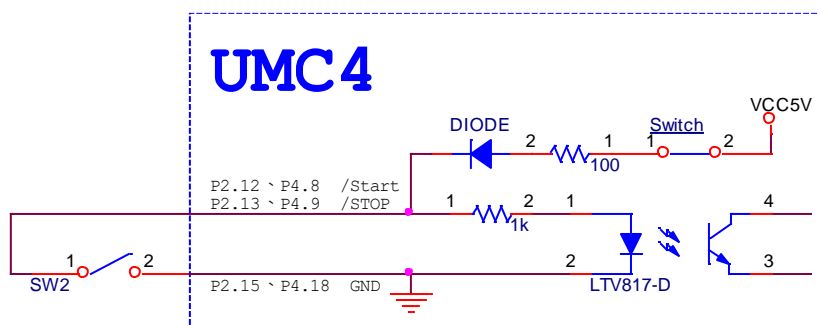 UMC4
VCC5V
DIODE 2 1 Switch 1 2
100
P2.12、P4.8 /Start
P2.13、P4.9 /STOP
1 2 1 4
1k
1 2 2 3
SW2 P2.15、P4.18 GND LTV817-D